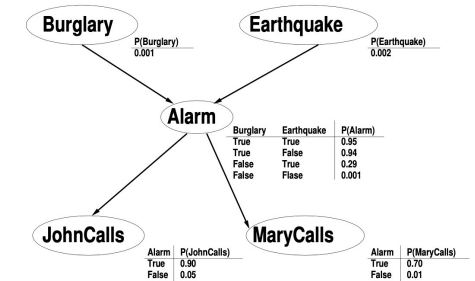 Burglary
P(Burglary)
0.001
Earthquake
P(Earthquake)
0.002
Alarm
Burglary Earthquake P(Alarm)
True True 0.95
True False 0.94
False True 0.29
False Flase 0.001
JohnCalls
Alarm P(JohnCalls)
True 0.90
False 0.05
MaryCalls
Alarm P(MaryCalls)
True 0.70
False 0.01